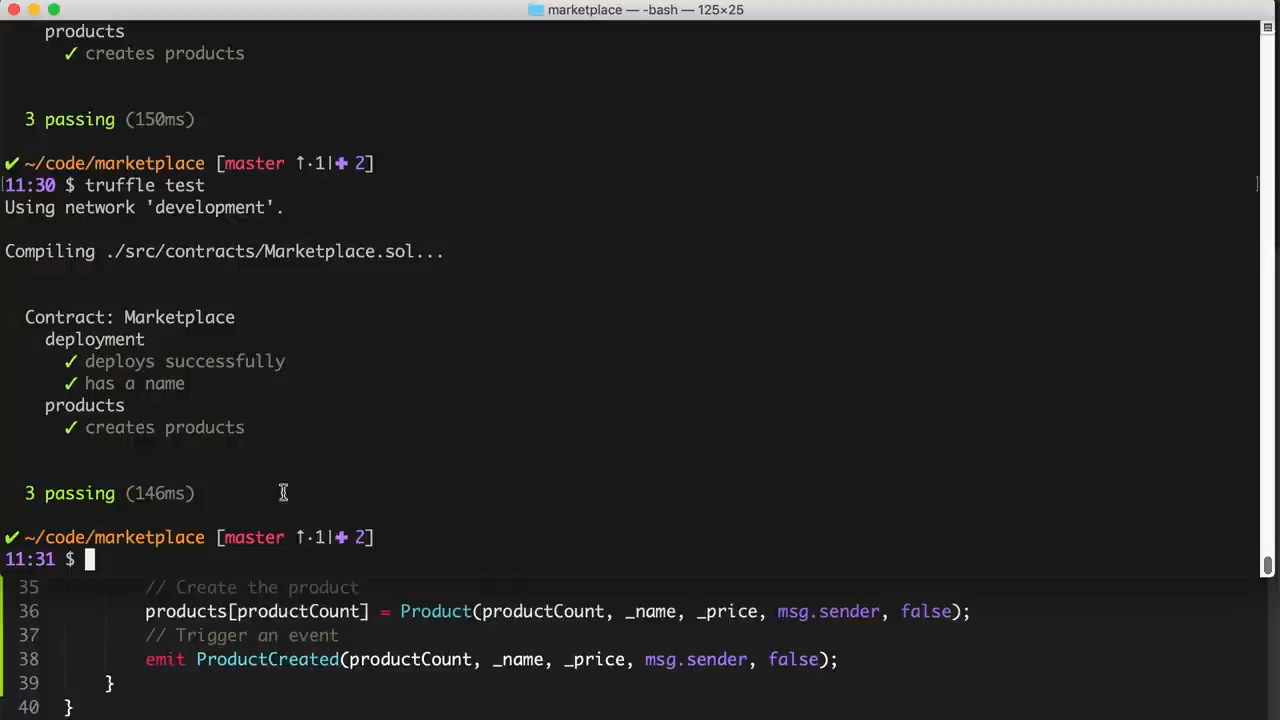 marketplace — -bash — 125×25
products
✓ creates products
3 passing (150ms)
✔ ~/code/marketplace [master ↑·1|✚ 2]
11:30 $ truffle test
Using network 'development'.
Compiling ./src/contracts/Marketplace.sol...
Contract: Marketplace
deployment
✓ deploys successfully
✓ has a name
products
✓ creates products
3 passing (146ms)
✔ ~/code/marketplace [master ↑·1|✚ 2]
11:31 $
35 // Create the product
36 products[productCount] = Product(productCount, _name, _price, msg.sender, false);
37 // Trigger an event
38 emit ProductCreated(productCount, _name, _price, msg.sender, false);
39 }
40 }